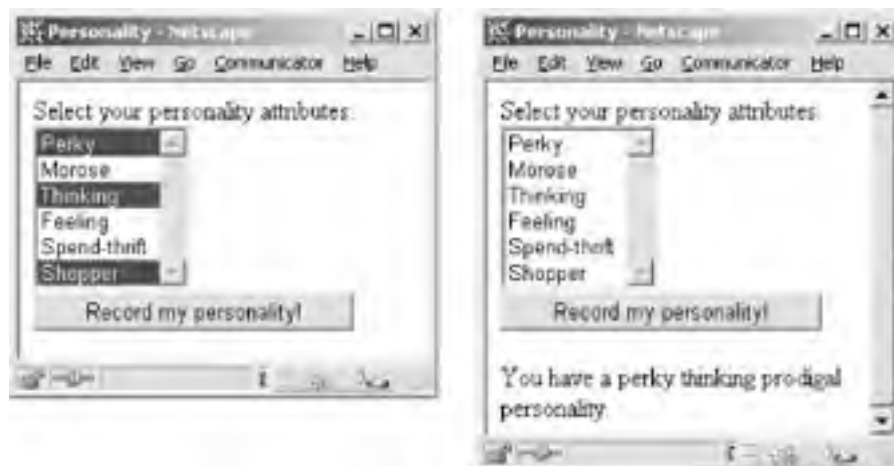 Personality - Netscape
File Edit View Go Communicator Help
Select your personality attributes:
Perky
Morose
Thinking
Feeling
Spend-thrift
Shopper
Record my personality!
Personality - Netscape
File Edit View Go Communicator Help
Select your personality attributes:
Perky
Morose
Thinking
Feeling
Spend-thrift
Shopper
Record my personality!
You have a perky thinking prodigal
personality.